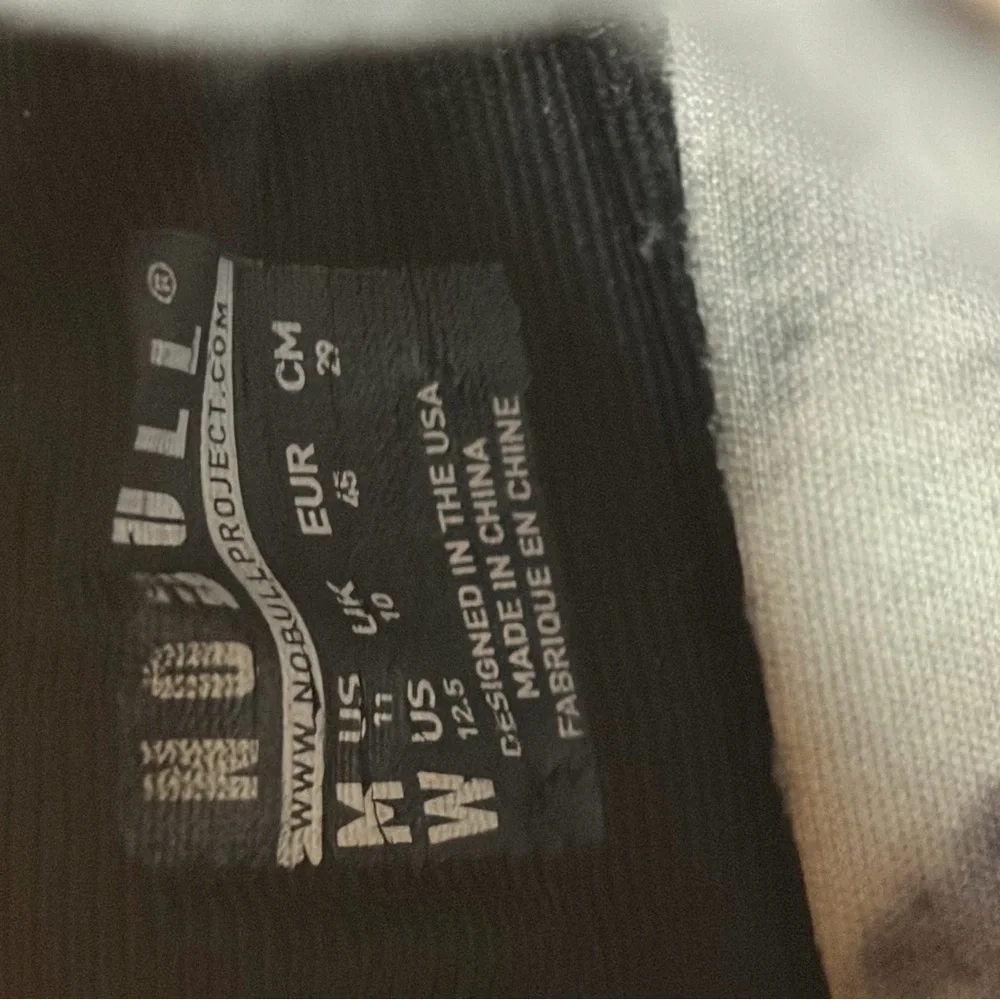 NOBULL®
WWW.NOBULLPROJECT.COM
M US UK EUR CM
11 10 45 29
W US
12.5
DESIGNED IN THE USA
MADE IN CHINA
FABRIQUE EN CHINE